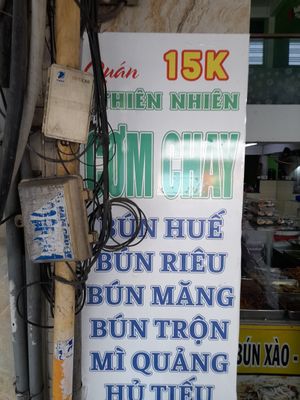 Quán 15K
THIÊN NHIÊN
CƠM CHAY
BÚN HUẾ
BÚN RIÊU
BÚN MĂNG
BÚN TRỘN
MÌ QUẢNG
HỦ TIẾU
BÚN XÀO -